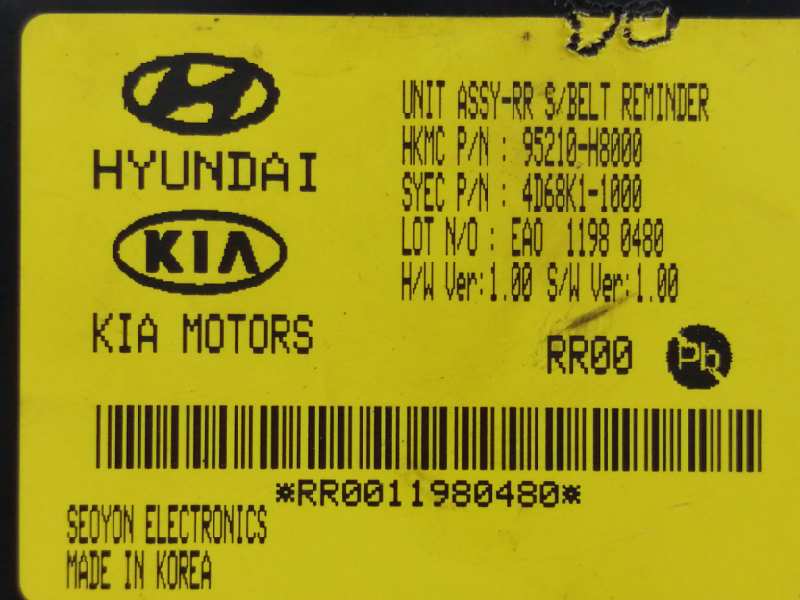 HYUNDAI
KIA
KIA MOTORS
UNIT ASSY-RR S/BELT REMINDER
HKMC P/N : 95210-H8000
SYEC P/N : 4D68K1-1000
LOT N/O : EAO 1198 0480
H/W Ver:1.00 S/W Ver:1.00
RR00
Pb
*RR0011980480*
SEOYON ELECTRONICS
MADE IN KOREA